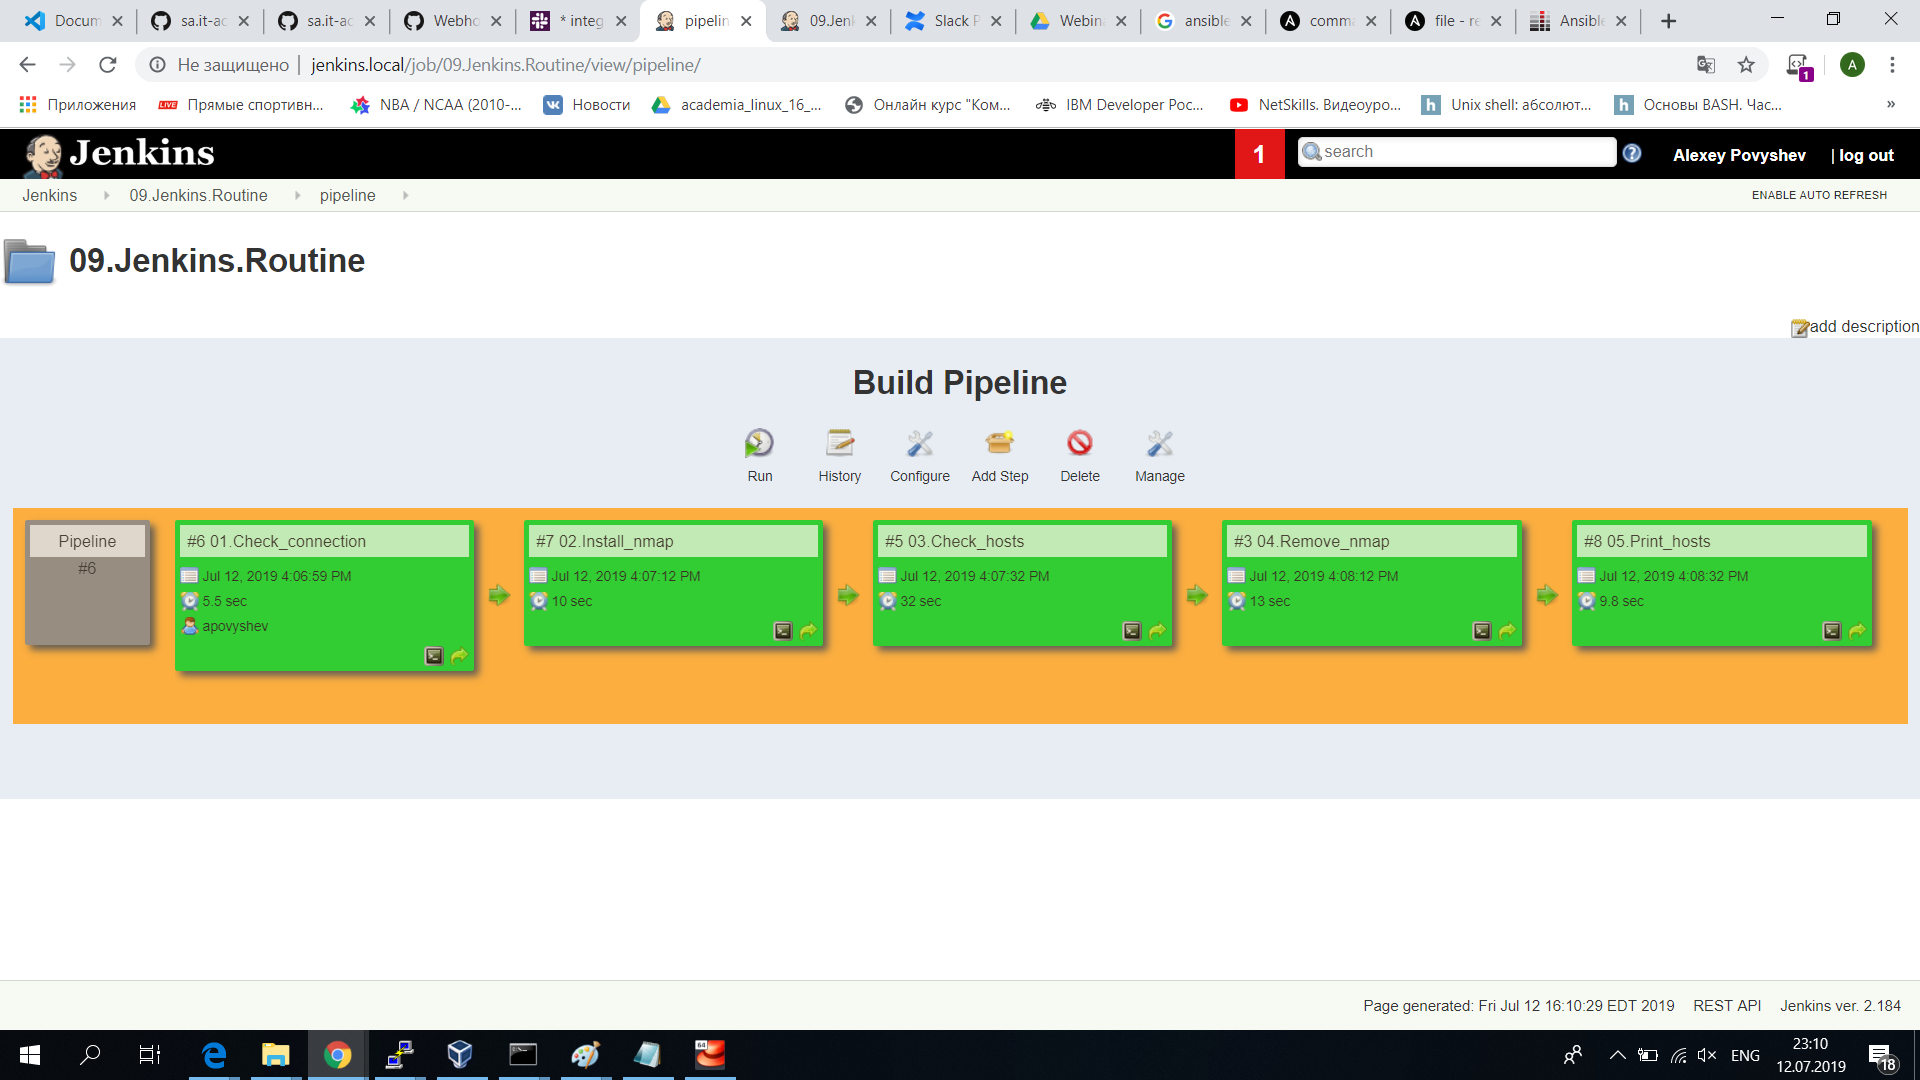 Docum
sa.it-ac
sa.it-ac
Webho
* integ
pipelin
09.Jenk
Slack P
Webin
ansible
comma
file - re
Ansible
Не защищено | jenkins.local/job/09.Jenkins.Routine/view/pipeline/
1
A
Приложения
LIVE Прямые спортивн...
NBA / NCAA (2010-...
Новости
academia_linux_16_...
Онлайн курс "Ком...
IBM Developer Рос...
NetSkills. Видеоуро...
h Unix shell: абсолют...
h Основы BASH. Час...
»
Jenkins
1
search
Alexey Povyshev
| log out
Jenkins
09.Jenkins.Routine
pipeline
ENABLE AUTO REFRESH
09.Jenkins.Routine
add description
Build Pipeline
Run
History
Configure
Add Step
Delete
Manage
Pipeline
#6
#6 01.Check_connection
Jul 12, 2019 4:06:59 PM
5.5 sec
apovyshev
#7 02.Install_nmap
Jul 12, 2019 4:07:12 PM
10 sec
#5 03.Check_hosts
Jul 12, 2019 4:07:32 PM
32 sec
#3 04.Remove_nmap
Jul 12, 2019 4:08:12 PM
13 sec
#8 05.Print_hosts
Jul 12, 2019 4:08:32 PM
9.8 sec
Page generated: Fri Jul 12 16:10:29 EDT 2019
REST API
Jenkins ver. 2.184
64
ENG
23:10
12.07.2019
18